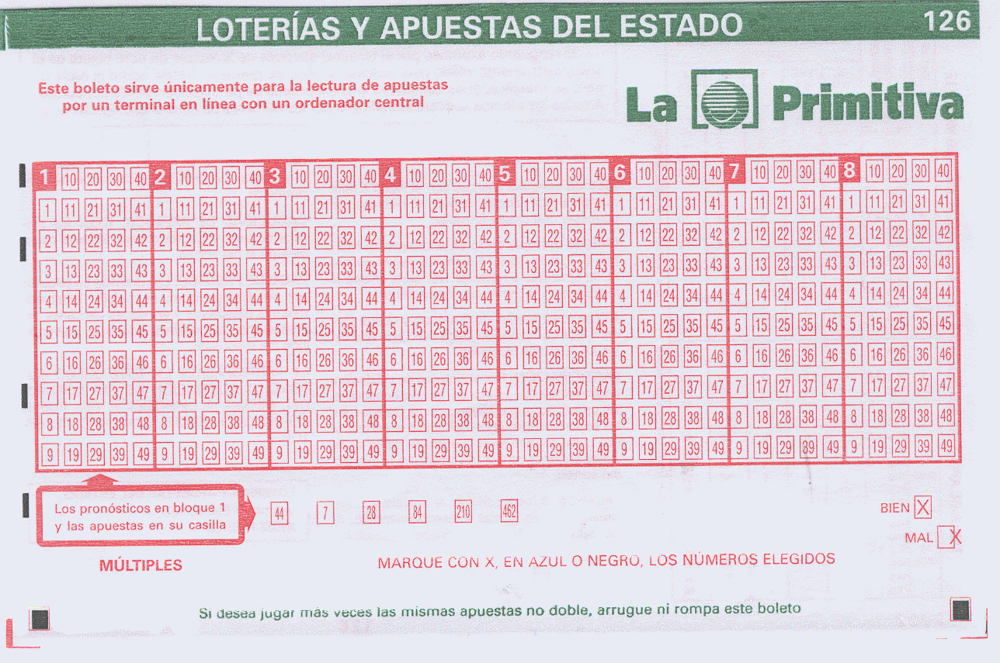 LOTERÍAS Y APUESTAS DEL ESTADO 126
Este boleto sirve únicamente para la lectura de apuestas
por un terminal en línea con un ordenador central
La Primitiva
1 10 20 30 40 2 10 20 30 40 3 10 20 30 40 4 10 20 30 40 5 10 20 30 40 6 10 20 30 40 7 10 20 30 40 8 10 20 30 40
1 11 21 31 41 1 11 21 31 41 1 11 21 31 41 1 11 21 31 41 1 11 21 31 41 1 11 21 31 41 1 11 21 31 41 1 11 21 31 41
2 12 22 32 42 2 12 22 32 42 2 12 22 32 42 2 12 22 32 42 2 12 22 32 42 2 12 22 32 42 2 12 22 32 42 2 12 22 32 42
3 13 23 33 43 3 13 23 33 43 3 13 23 33 43 3 13 23 33 43 3 13 23 33 43 3 13 23 33 43 3 13 23 33 43 3 13 23 33 43
4 14 24 34 44 4 14 24 34 44 4 14 24 34 44 4 14 24 34 44 4 14 24 34 44 4 14 24 34 44 4 14 24 34 44 4 14 24 34 44
5 15 25 35 45 5 15 25 35 45 5 15 25 35 45 5 15 25 35 45 5 15 25 35 45 5 15 25 35 45 5 15 25 35 45 5 15 25 35 45
6 16 26 36 46 6 16 26 36 46 6 16 26 36 46 6 16 26 36 46 6 16 26 36 46 6 16 26 36 46 6 16 26 36 46 6 16 26 36 46
7 17 27 37 47 7 17 27 37 47 7 17 27 37 47 7 17 27 37 47 7 17 27 37 47 7 17 27 37 47 7 17 27 37 47 7 17 27 37 47
8 18 28 38 48 8 18 28 38 48 8 18 28 38 48 8 18 28 38 48 8 18 28 38 48 8 18 28 38 48 8 18 28 38 48 8 18 28 38 48
9 19 29 39 49 9 19 29 39 49 9 19 29 39 49 9 19 29 39 49 9 19 29 39 49 9 19 29 39 49 9 19 29 39 49 9 19 29 39 49
Los pronósticos en bloque 1
y las apuestas en su casilla
44 7 28 84 210 462
BIEN X
MAL X
MÚLTIPLES
MARQUE CON X, EN AZUL O NEGRO, LOS NÚMEROS ELEGIDOS
Si desea jugar más veces las mismas apuestas no doble, arrugue ni rompa este boleto